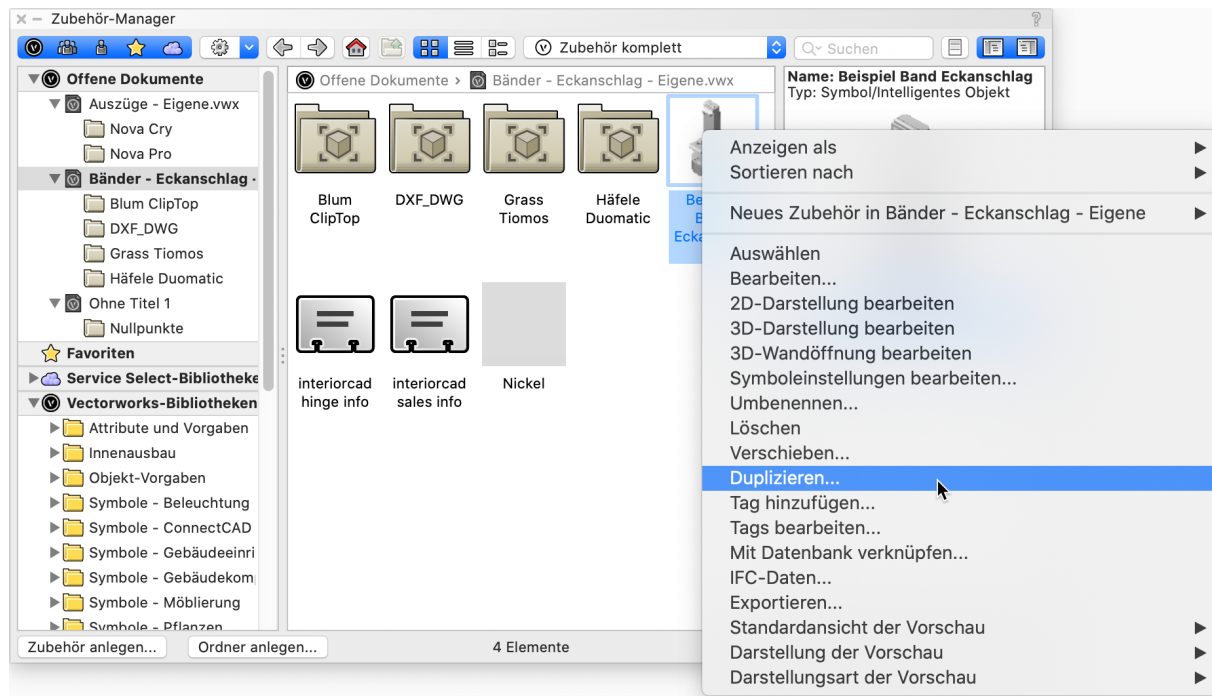 Zubehör-Manager
?
Zubehör komplett
Suchen
Offene Dokumente
Auszüge - Eigene.vwx
Nova Cry
Nova Pro
Bänder - Eckanschlag -
Blum ClipTop
DXF_DWG
Grass Tiomos
Häfele Duomatic
Ohne Titel 1
Nullpunkte
Favoriten
Service Select-Bibliotheke
Vectorworks-Bibliotheken
Attribute und Vorgaben
Innenausbau
Objekt-Vorgaben
Symbole - Beleuchtung
Symbole - ConnectCAD
Symbole - Gebäudeeinri
Symbole - Gebäudekom
Symbole - Möblierung
Symbole - Pflanzen
Zubehör anlegen...
Ordner anlegen...
Offene Dokumente › Bänder - Eckanschlag - Eigene.vwx
Blum
ClipTop
DXF_DWG
Grass
Tiomos
Häfele
Duomatic
Be
B
Ecka
interiorcad
hinge info
interiorcad
sales info
Nickel
4 Elemente
Name: Beispiel Band Eckanschlag
Typ: Symbol/Intelligentes Objekt
Anzeigen als
Sortieren nach
Neues Zubehör in Bänder - Eckanschlag - Eigene
Auswählen
Bearbeiten...
2D-Darstellung bearbeiten
3D-Darstellung bearbeiten
3D-Wandöffnung bearbeiten
Symboleinstellungen bearbeiten...
Umbenennen...
Löschen
Verschieben...
Duplizieren...
Tag hinzufügen...
Tags bearbeiten...
Mit Datenbank verknüpfen...
IFC-Daten...
Exportieren...
Standardansicht der Vorschau
Darstellung der Vorschau
Darstellungsart der Vorschau